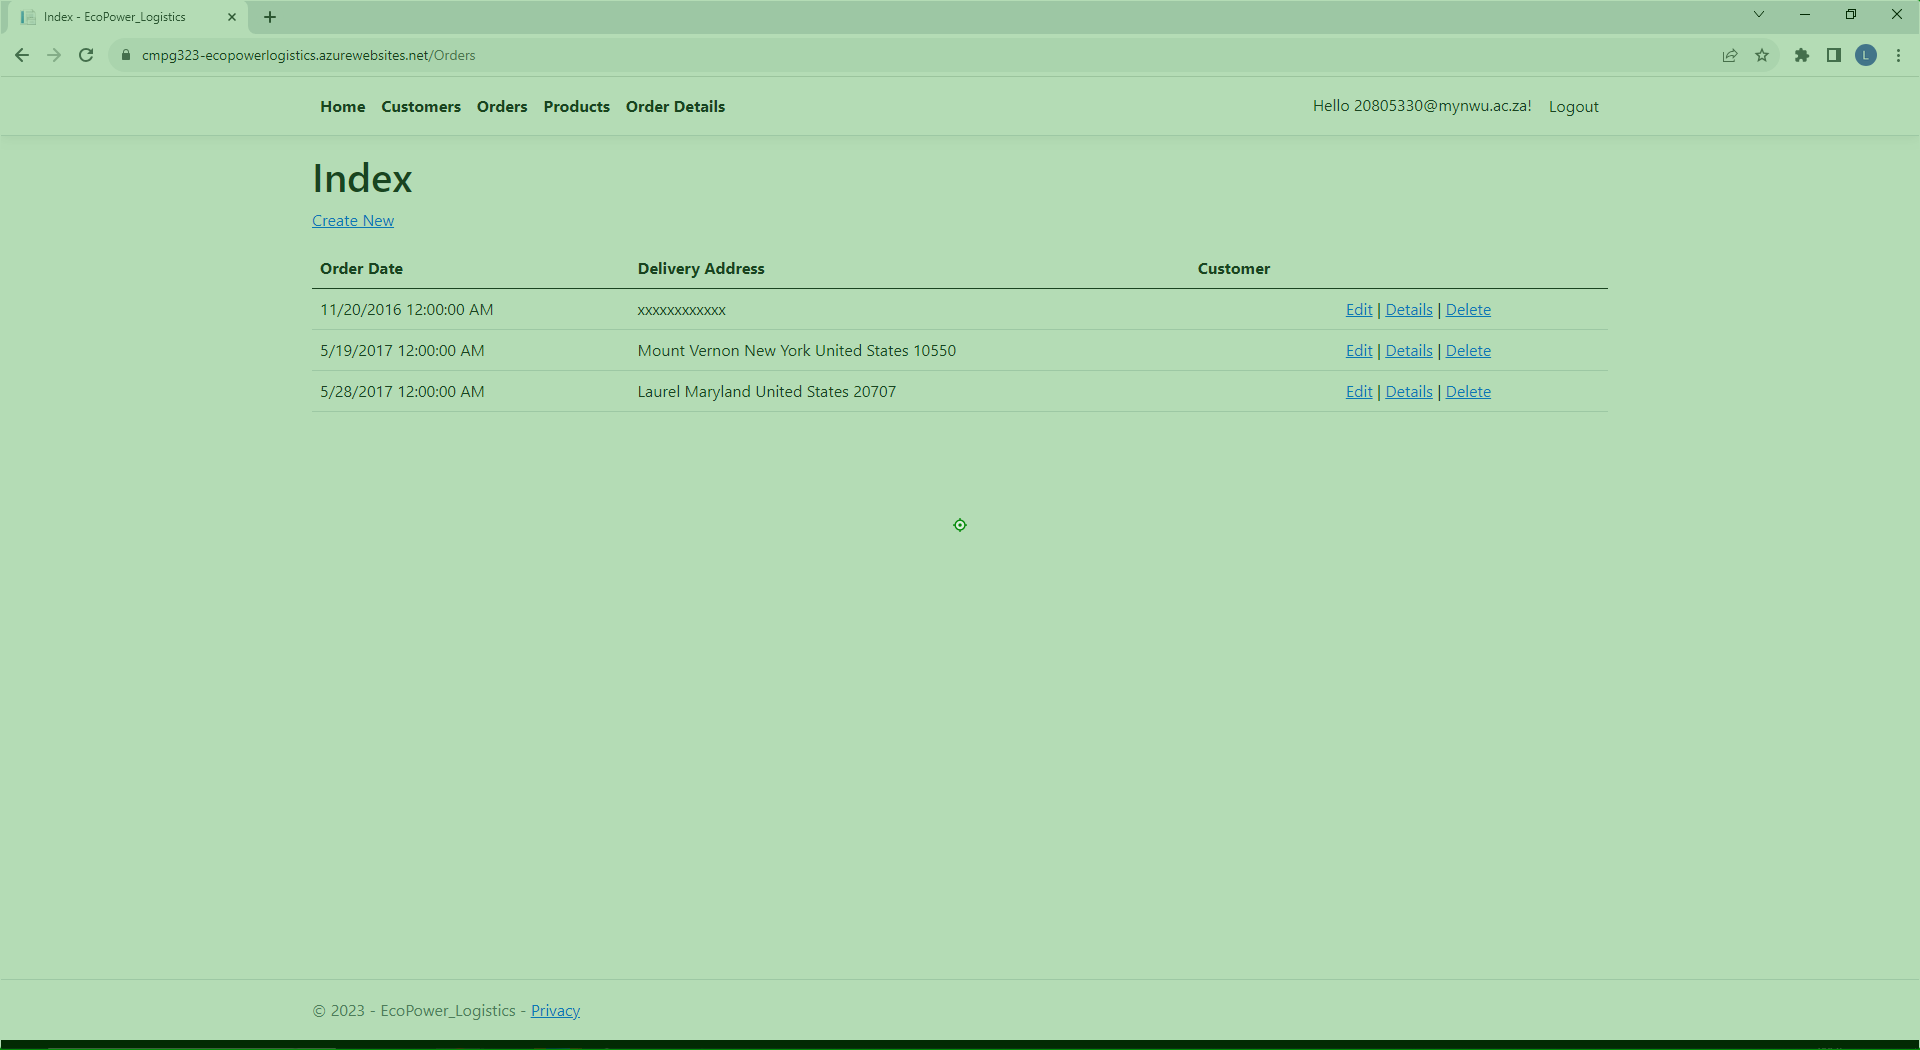 Index - EcoPower_Logistics
cmpg323-ecopowerlogistics.azurewebsites.net/Orders
L
Home Customers Orders Products Order Details Hello 20805330@mynwu.ac.za! Logout
Index
Create New
Order Date Delivery Address Customer
11/20/2016 12:00:00 AM xxxxxxxxxxxx Edit | Details | Delete
5/19/2017 12:00:00 AM Mount Vernon New York United States 10550 Edit | Details | Delete
5/28/2017 12:00:00 AM Laurel Maryland United States 20707 Edit | Details | Delete
© 2023 - EcoPower_Logistics - Privacy